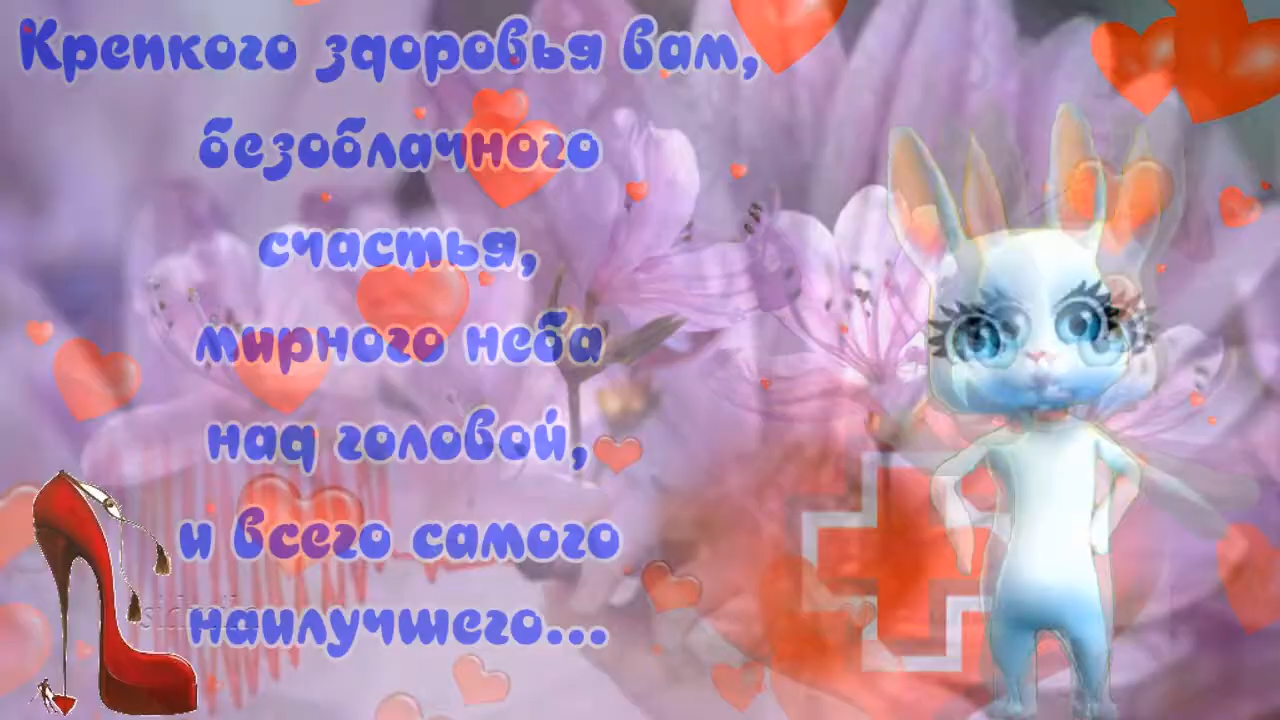 Крепкого здоровья вам,
безоблачного
счастья,
мирного неба
над головой,
и всего самого
наилучшего...